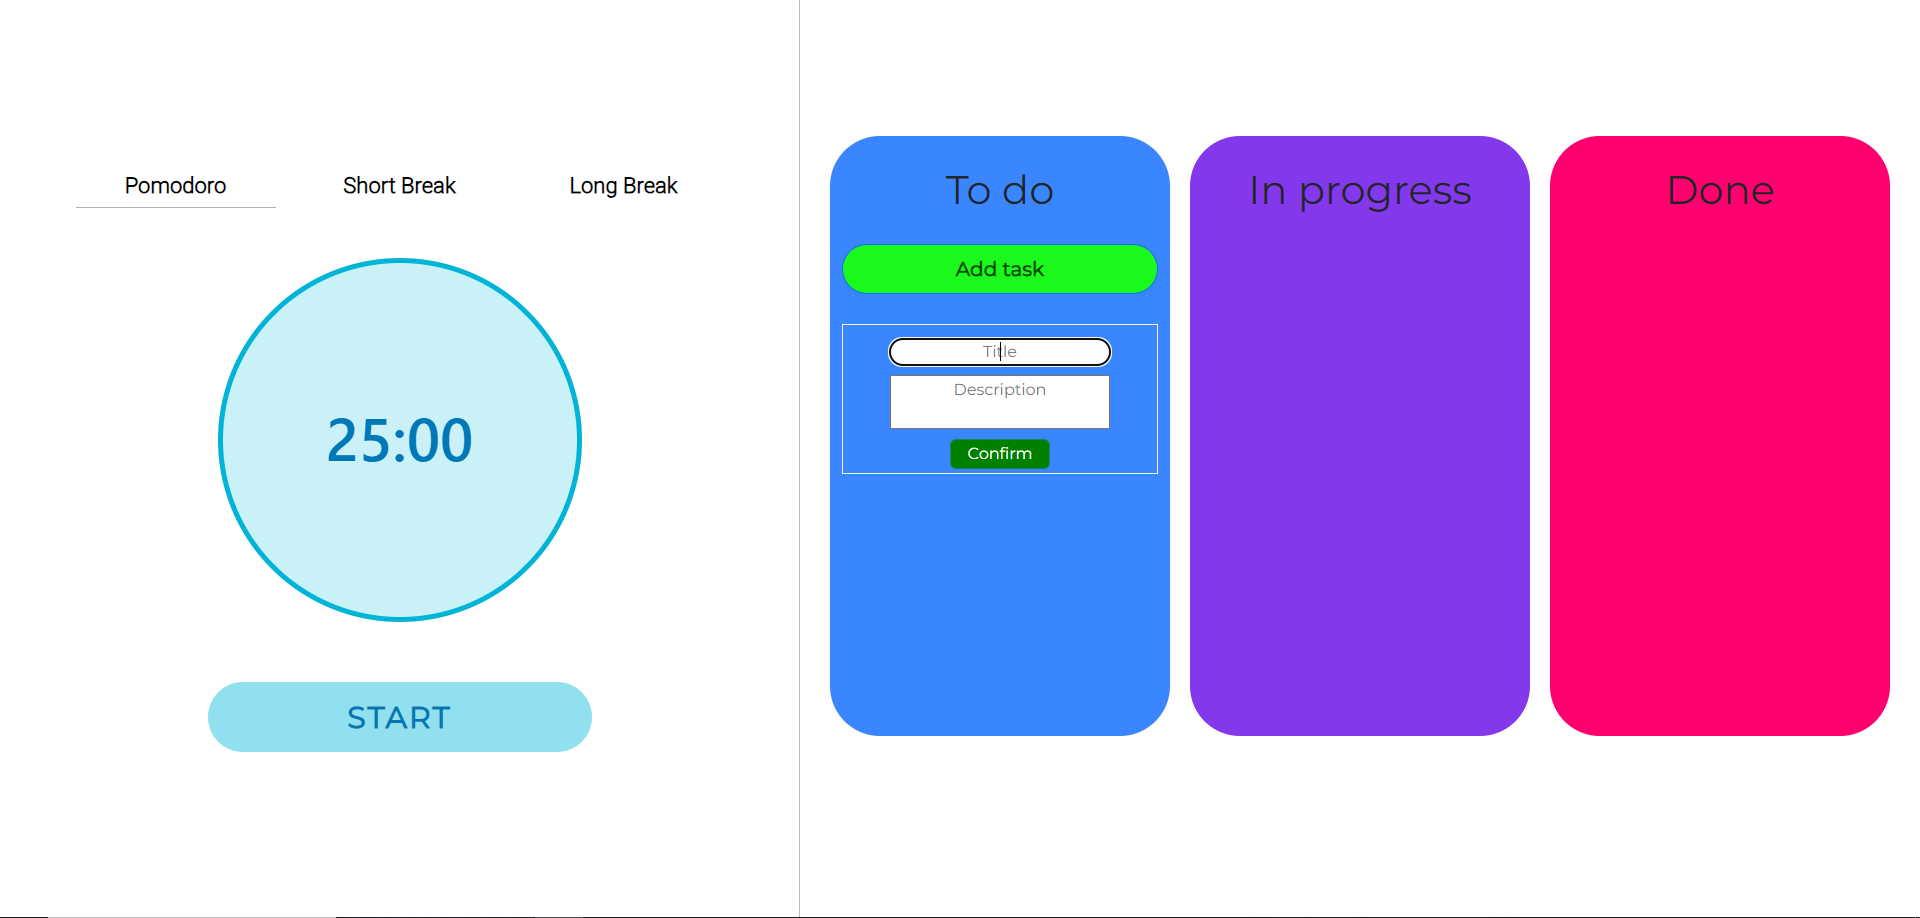 Pomodoro
Short Break
Long Break
25:00
START
To do
Add task
Title
Description
Confirm
In progress
Done